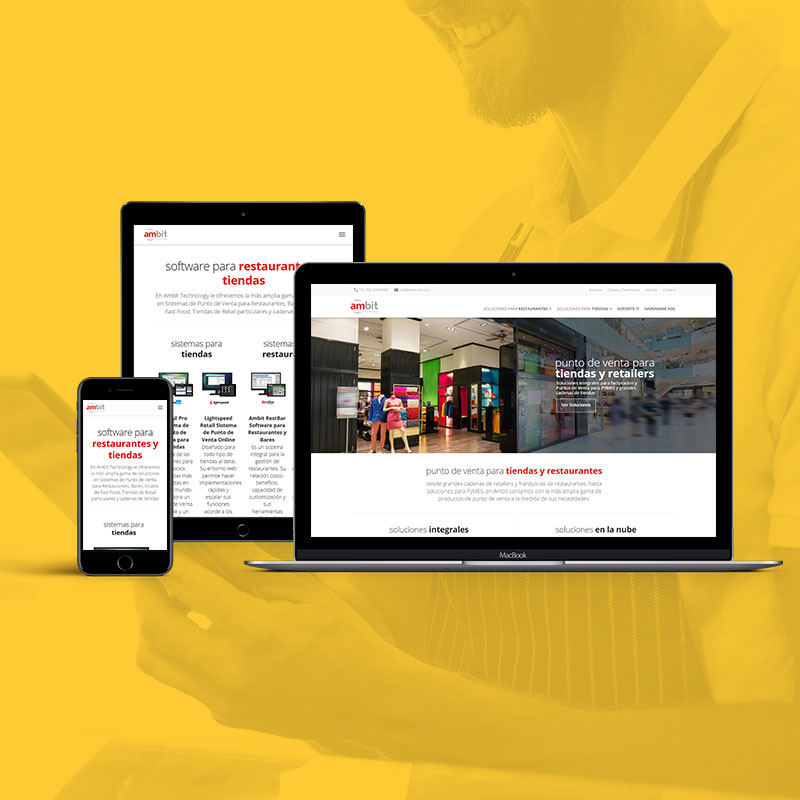 ambit
software para restaurantes y
tiendas
En Ambit Technology le ofrecemos
la más amplia gama de soluciones
en Sistemas de Punto de Venta
para Restaurantes, Bares, locales
de Fast Food, Tiendas de Retail
particulares y cadenas de tiendas
sistemas para
tiendas
ambit
software para restaurant
tiendas
En Ambit Technology le ofrecemos la más amplia gama
en Sistemas de Punto de Venta para Restaurantes, Ba
Fast Food, Tiendas de Retail particulares y cadenas
sistemas para
tiendas
sistemas
restaur
lightspeed
Lightspeed
Retail Sistema
de Punto de
Venta Online
Diseñado para
todo tipo de
tiendas al detal.
Su entorno web
permite hacer
implementaciones
rápidas y
escalar sus
funciones
acorde a los
Ambit RestBar
Software para
Restaurantes y
Bares
Es un sistema
integral para la
gestión de
restaurantes. Su
relación costo-
beneficio,
capacidad de
customización y
sus
herramientas
ambit
SOLUCIONES PARA RESTAURANTES
SOLUCIONES PARA TIENDAS
SOPORTE IT
HARDWARE POS
punto de venta para
tiendas y retailers
Soluciones integrales para facturación y
Puntos de Venta para PyMES y grandes
cadenas de tiendas
Ver Soluciones
punto de venta para tiendas y restaurantes
desde grandes cadenas de retailers y franquicias de restaurantes, hasta
soluciones para PyMES, en Ambit contamos con la más amplia gama de
productos de punto de venta a la medida de sus necesidades
soluciones integrales
soluciones en la nube
MacBook